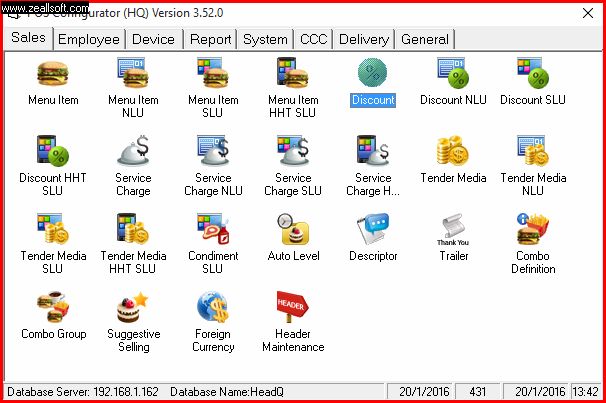 www.zeallsoft.com
POS Configurator (HQ) Version 3.52.0
Sales Employee Device Report System CCC Delivery General
Menu Item
Menu Item NLU
Menu Item SLU
Menu Item HHT SLU
Discount
Discount NLU
Discount SLU
Discount HHT SLU
Service Charge
Service Charge NLU
Service Charge SLU
Service Charge H...
Tender Media
Tender Media NLU
Tender Media SLU
Tender Media HHT SLU
Condiment SLU
Auto Level
Descriptor
Thank You
Trailer
Combo Definition
Combo Group
Suggestive Selling
Foreign Currency
HEADER
Header Maintenance
Database Server: 192.168.1.162 Database Name:HeadQ 20/1/2016 431 20/1/2016 13:42